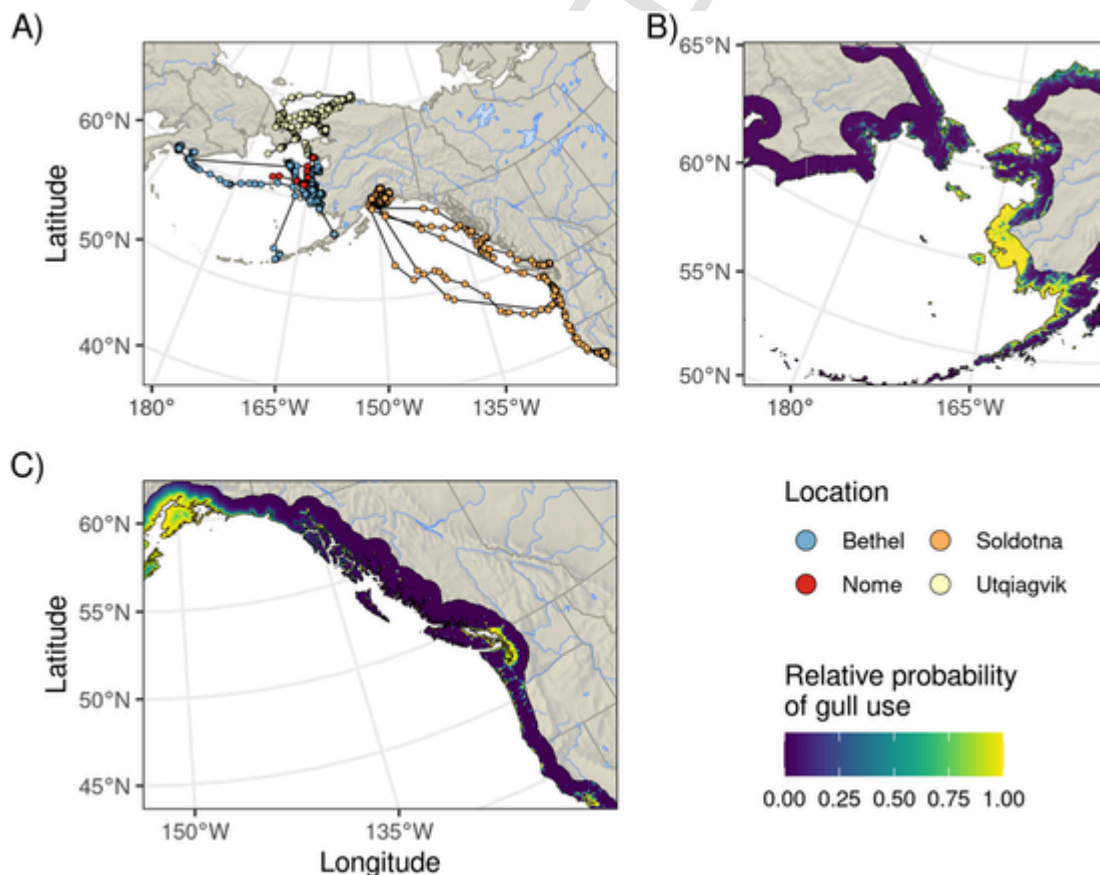 A)
Latitude
60°N
50°N
40°N
180°
165°W
150°W
135°W
B)
65°N
60°N
55°N
50°N
180°
165°W
C)
Latitude
60°N
55°N
50°N
45°N
150°W
135°W
Longitude
Location
Bethel
Soldotna
Nome
Utqiagvik
Relative probability
of gull use
0.00 0.25 0.50 0.75 1.00